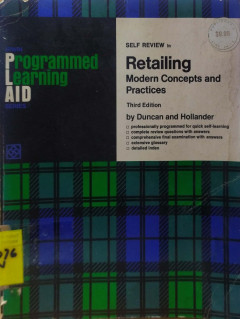 Programmed
Learning
AID
SELF REVIEW in
Retailing
Modern Concepts and
Practices
Third Edition
by Duncan and Hollander
□ professionally programmed for quick self-learning
□ complete review questions with answers
□ comprehensive final examination with answers
□ extensive glossary
□ detailed index